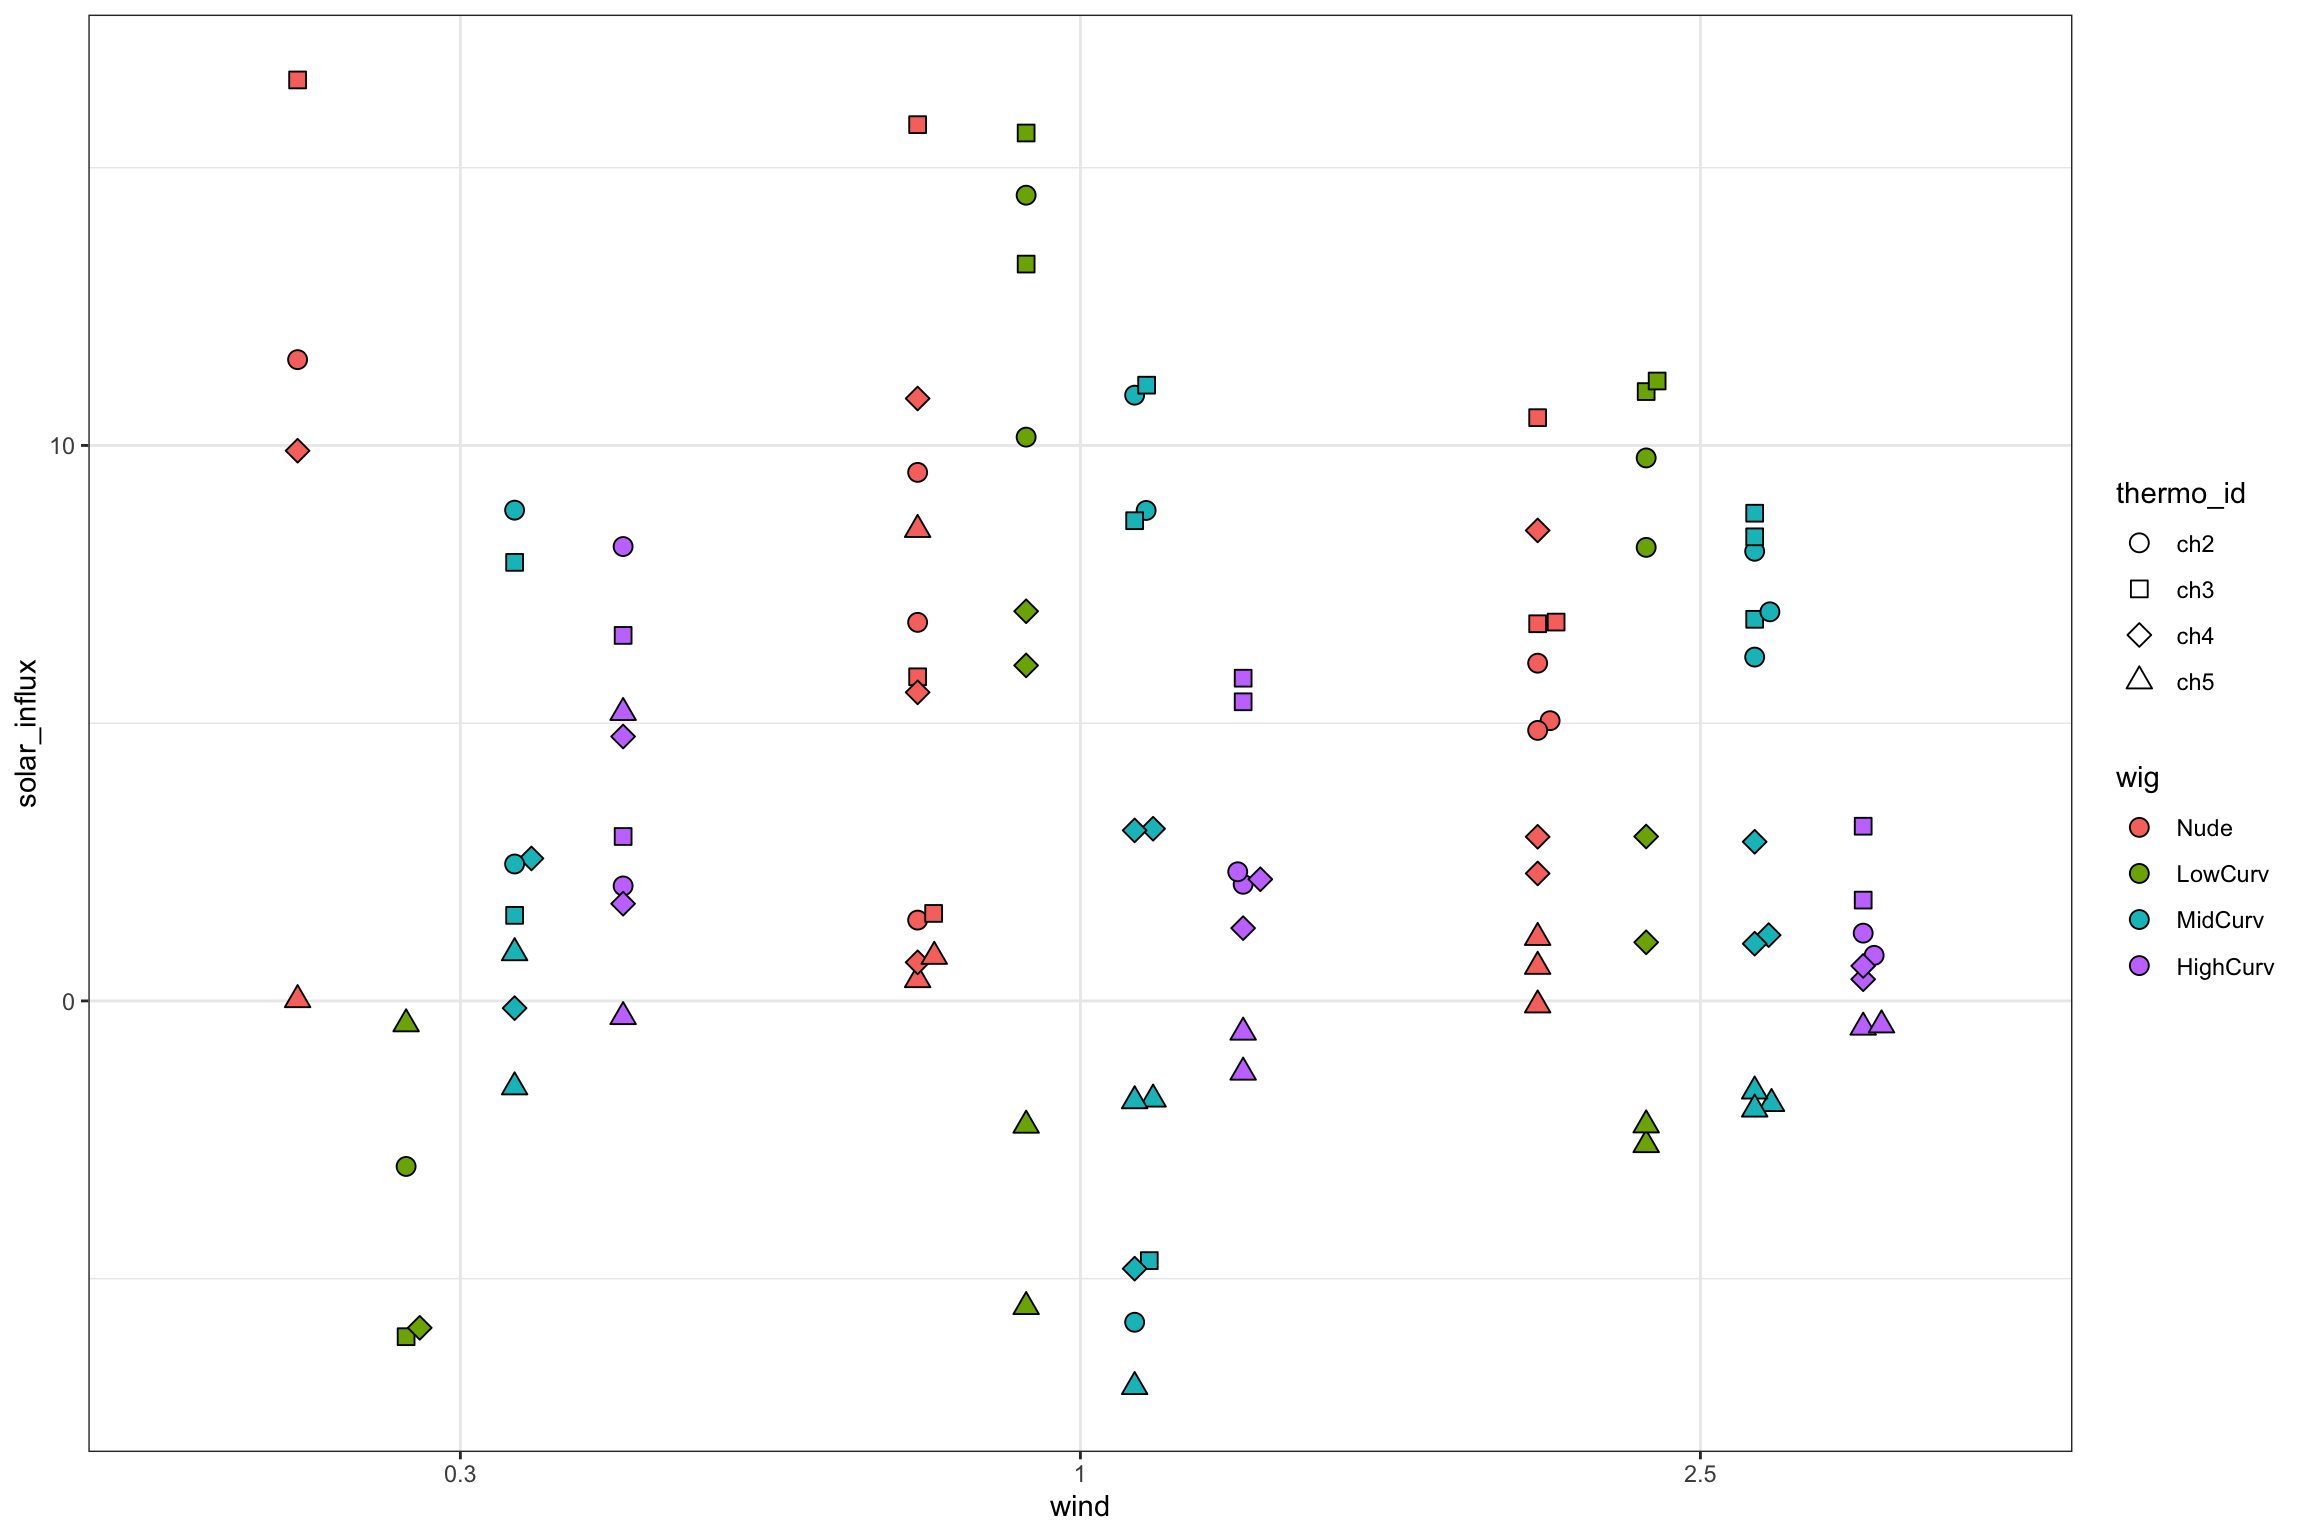 solar_influx
10
0
0.3
1
2.5
wind
thermo_id
ch2
ch3
ch4
ch5
wig
Nude
LowCurv
MidCurv
HighCurv